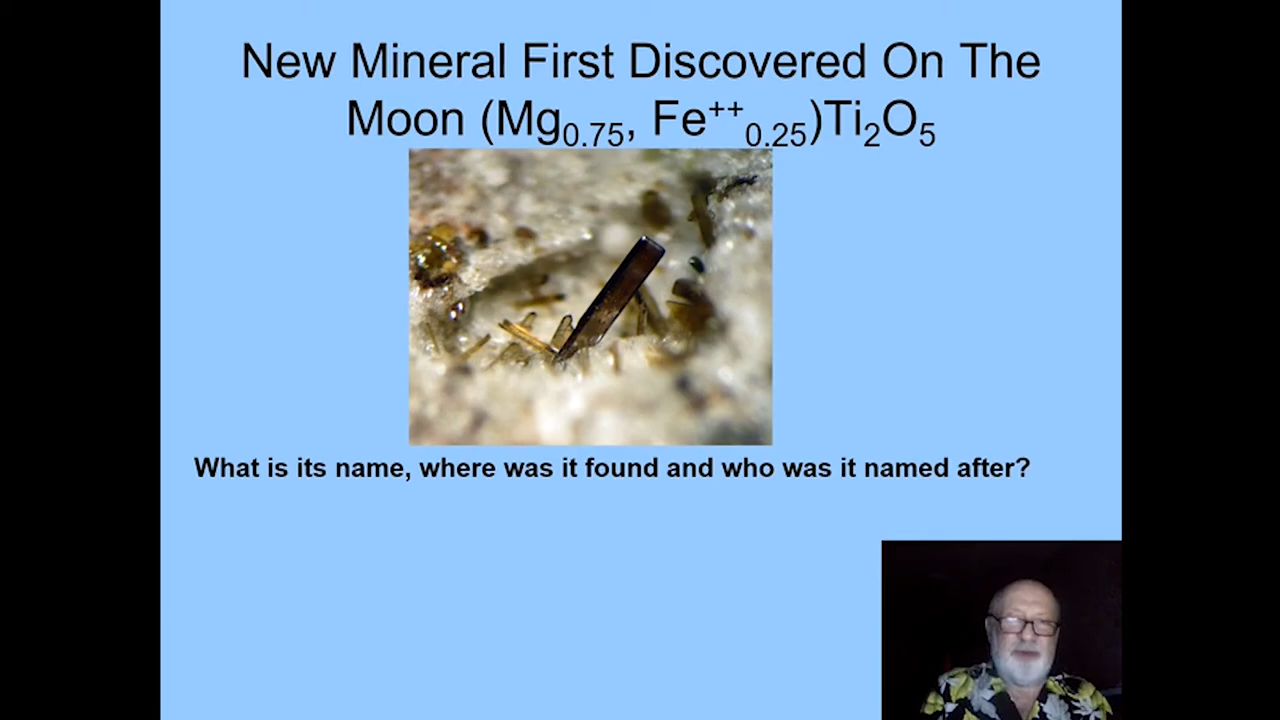 New Mineral First Discovered On The
Moon (Mg₀.₇₅, Fe⁺⁺₀.₂₅)Ti₂O₅
What is its name, where was it found and who was it named after?